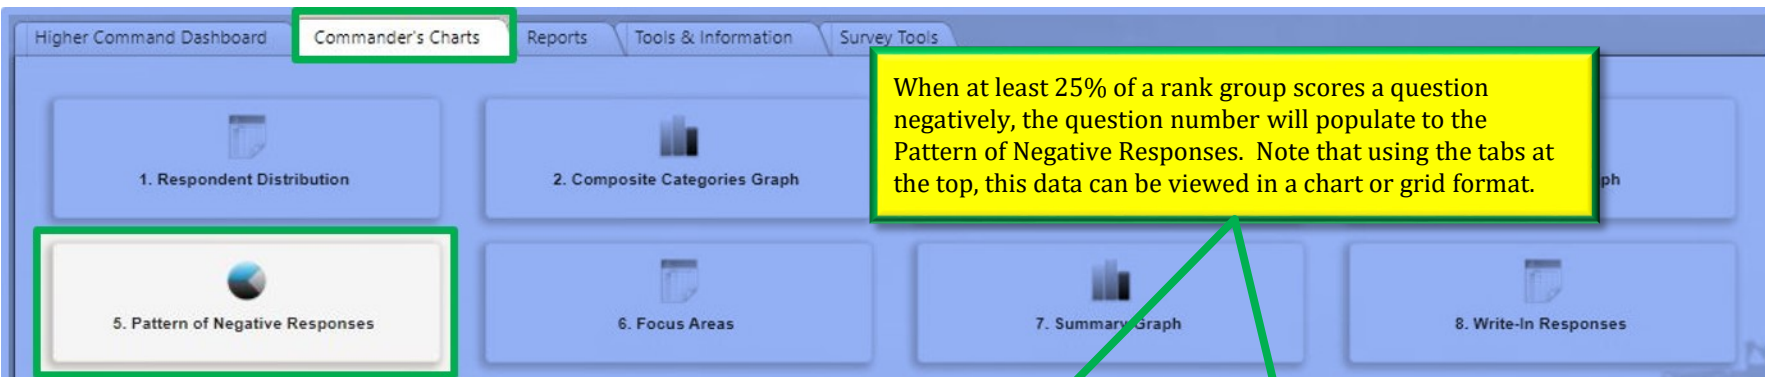 Higher Command Dashboard
Commander's Charts
Reports
Tools & Information
Survey Tools
When at least 25% of a rank group scores a question
negatively, the question number will populate to the
Pattern of Negative Responses.  Note that using the tabs at
the top, this data can be viewed in a chart or grid format.
1. Respondent Distribution
2. Composite Categories Graph
5. Pattern of Negative Responses
6. Focus Areas
7. Summary Graph
8. Write-In Responses